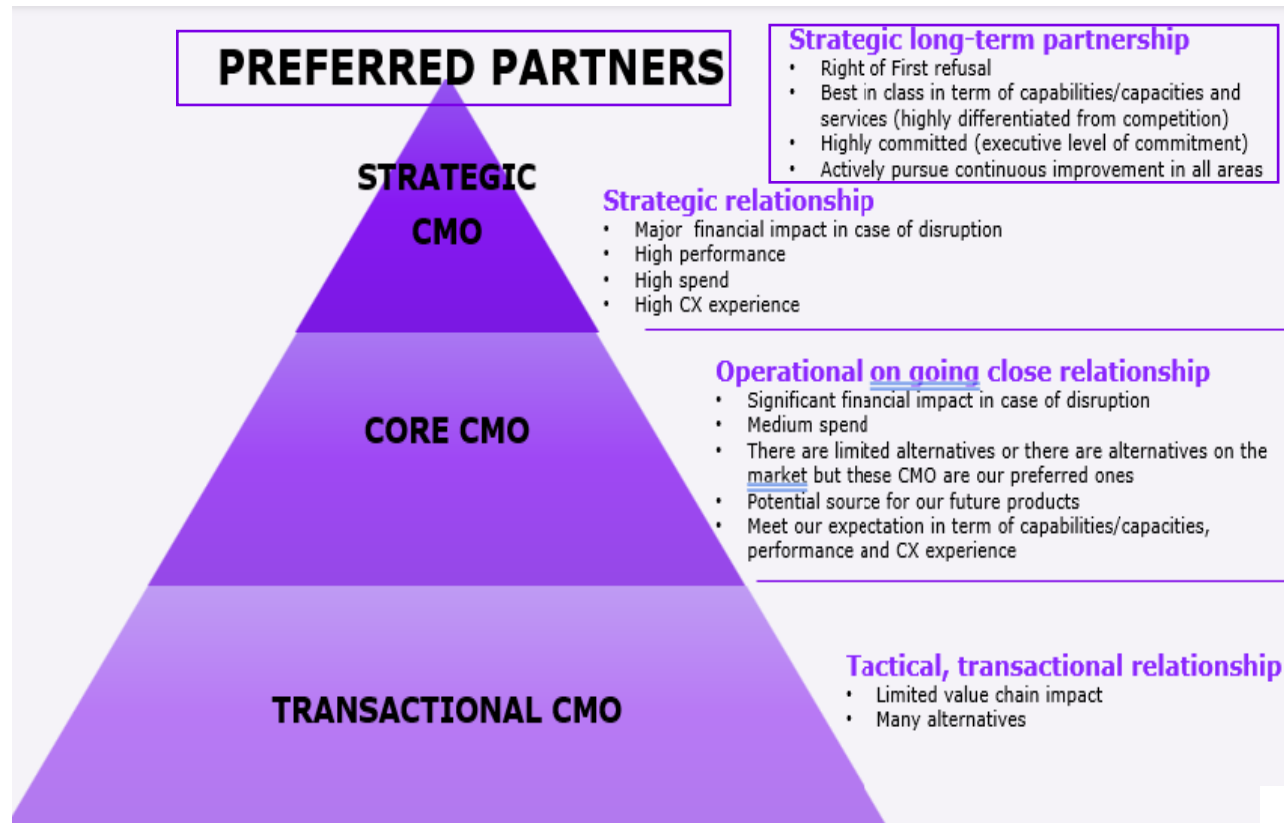 PREFERRED PARTNERS
Strategic long-term partnership
• Right of First refusal
• Best in class in term of capabilities/capacities and
services (highly differentiated from competition)
• Highly committed (executive level of commitment)
• Actively pursue continuous improvement in all areas
STRATEGIC
CMO
Strategic relationship
• Major financial impact in case of disruption
• High performance
• High spend
• High CX experience
CORE CMO
Operational on going close relationship
• Significant financial impact in case of disruption
• Medium spend
• There are limited alternatives or there are alternatives on the
market but these CMO are our preferred ones
• Potential source for our future products
• Meet our expectation in term of capabilities/capacities,
performance and CX experience
TRANSACTIONAL CMO
Tactical, transactional relationship
• Limited value chain impact
• Many alternatives